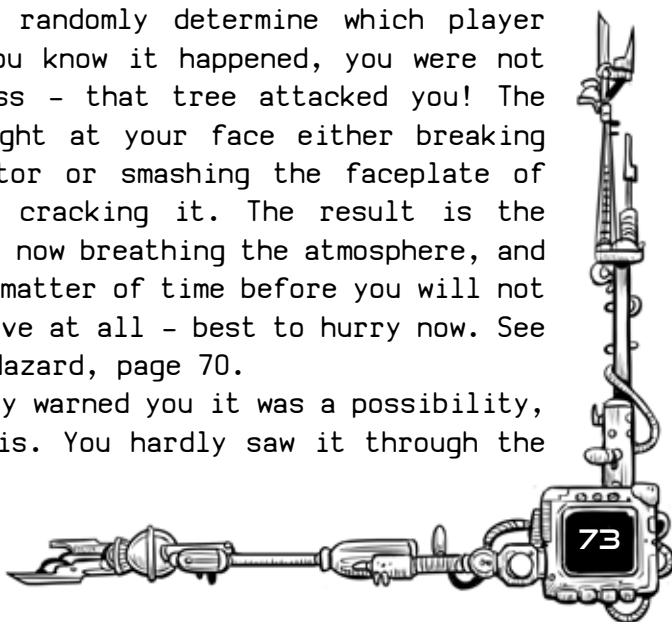 randomly determine which player
ou know it happened, you were not
ss – that tree attacked you! The
ght at your face either breaking
tor or smashing the faceplate of
cracking it. The result is the
now breathing the atmosphere, and
matter of time before you will not
ve at all – best to hurry now. See
Hazard, page 70.
y warned you it was a possibility,
is. You hardly saw it through the
73